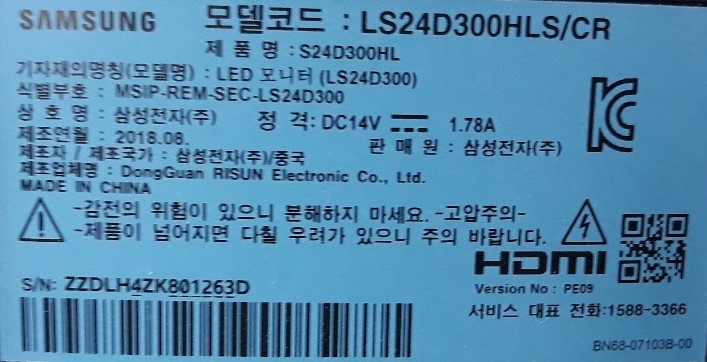 SAMSUNG 모델코드 : LS24D300HLS/CR
제 품 명 : S24D300HL
기자재의명칭(모델명) : LED 모니터 (LS24D300)
식별부호 : MSIP-REM-SEC-LS24D300
상 호 명 : 삼성전자(주) 정 격: DC14V 1.78A
제조연월 : 2018.08. 판 매 원 : 삼성전자(주)
제조자 / 제조국가 : 삼성전자(주)/중국
제조업체명 : DongGuan RISUN Electronic Co., Ltd.
MADE IN CHINA
-감전의 위험이 있으니 분해하지 마세요. -고압주의-
-제품이 넘어지면 다칠 우려가 있으니 주의 바랍니다.
HDMI
S/N: ZZDLH4ZK801263D
Version No : PE09
서비스 대표 전화:1588-3366
BN68-07103B-00